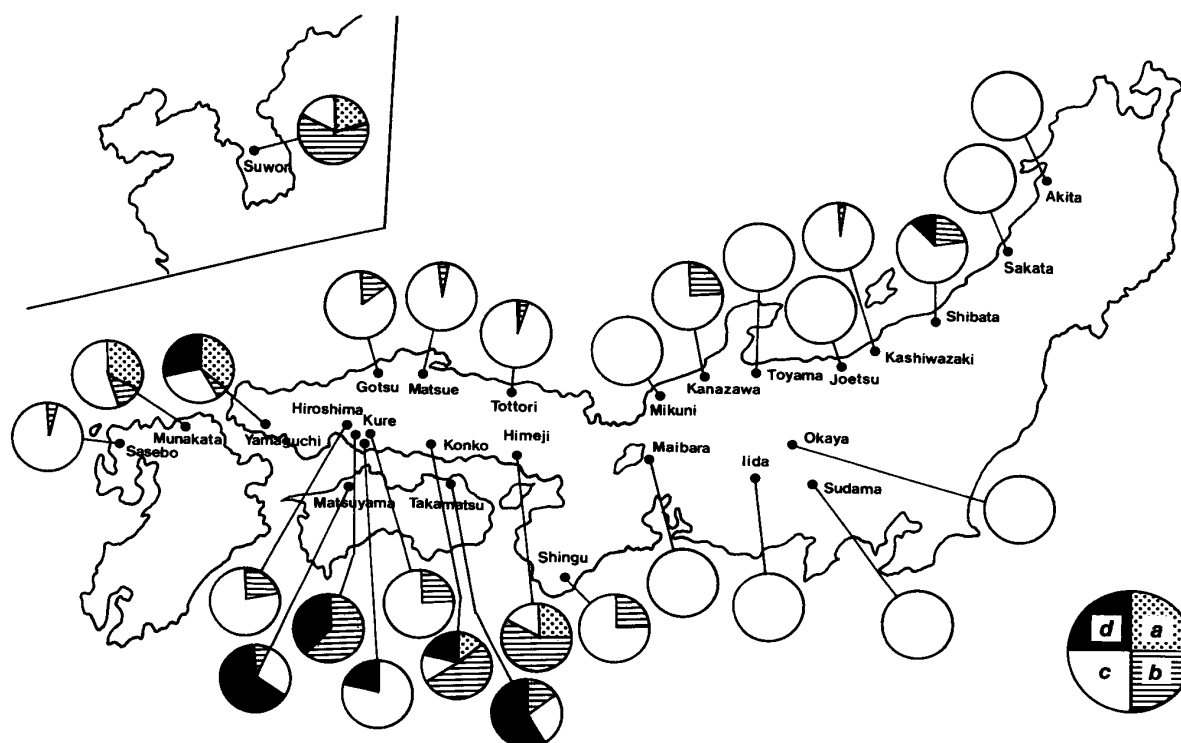 Suwon
Akita
Sakata
Shibata
Kashiwazaki
Gotsu
Matsue
Tottori
Mikuni
Kanazawa
Toyama
Joetsu
Hiroshima
Kure
Munakata
Yamaguchi
Sasebo
Konko
Himeji
Maibara
Okaya
Iida
Sudama
Matsuyama
Takamatsu
Shingu
d
a
c
b